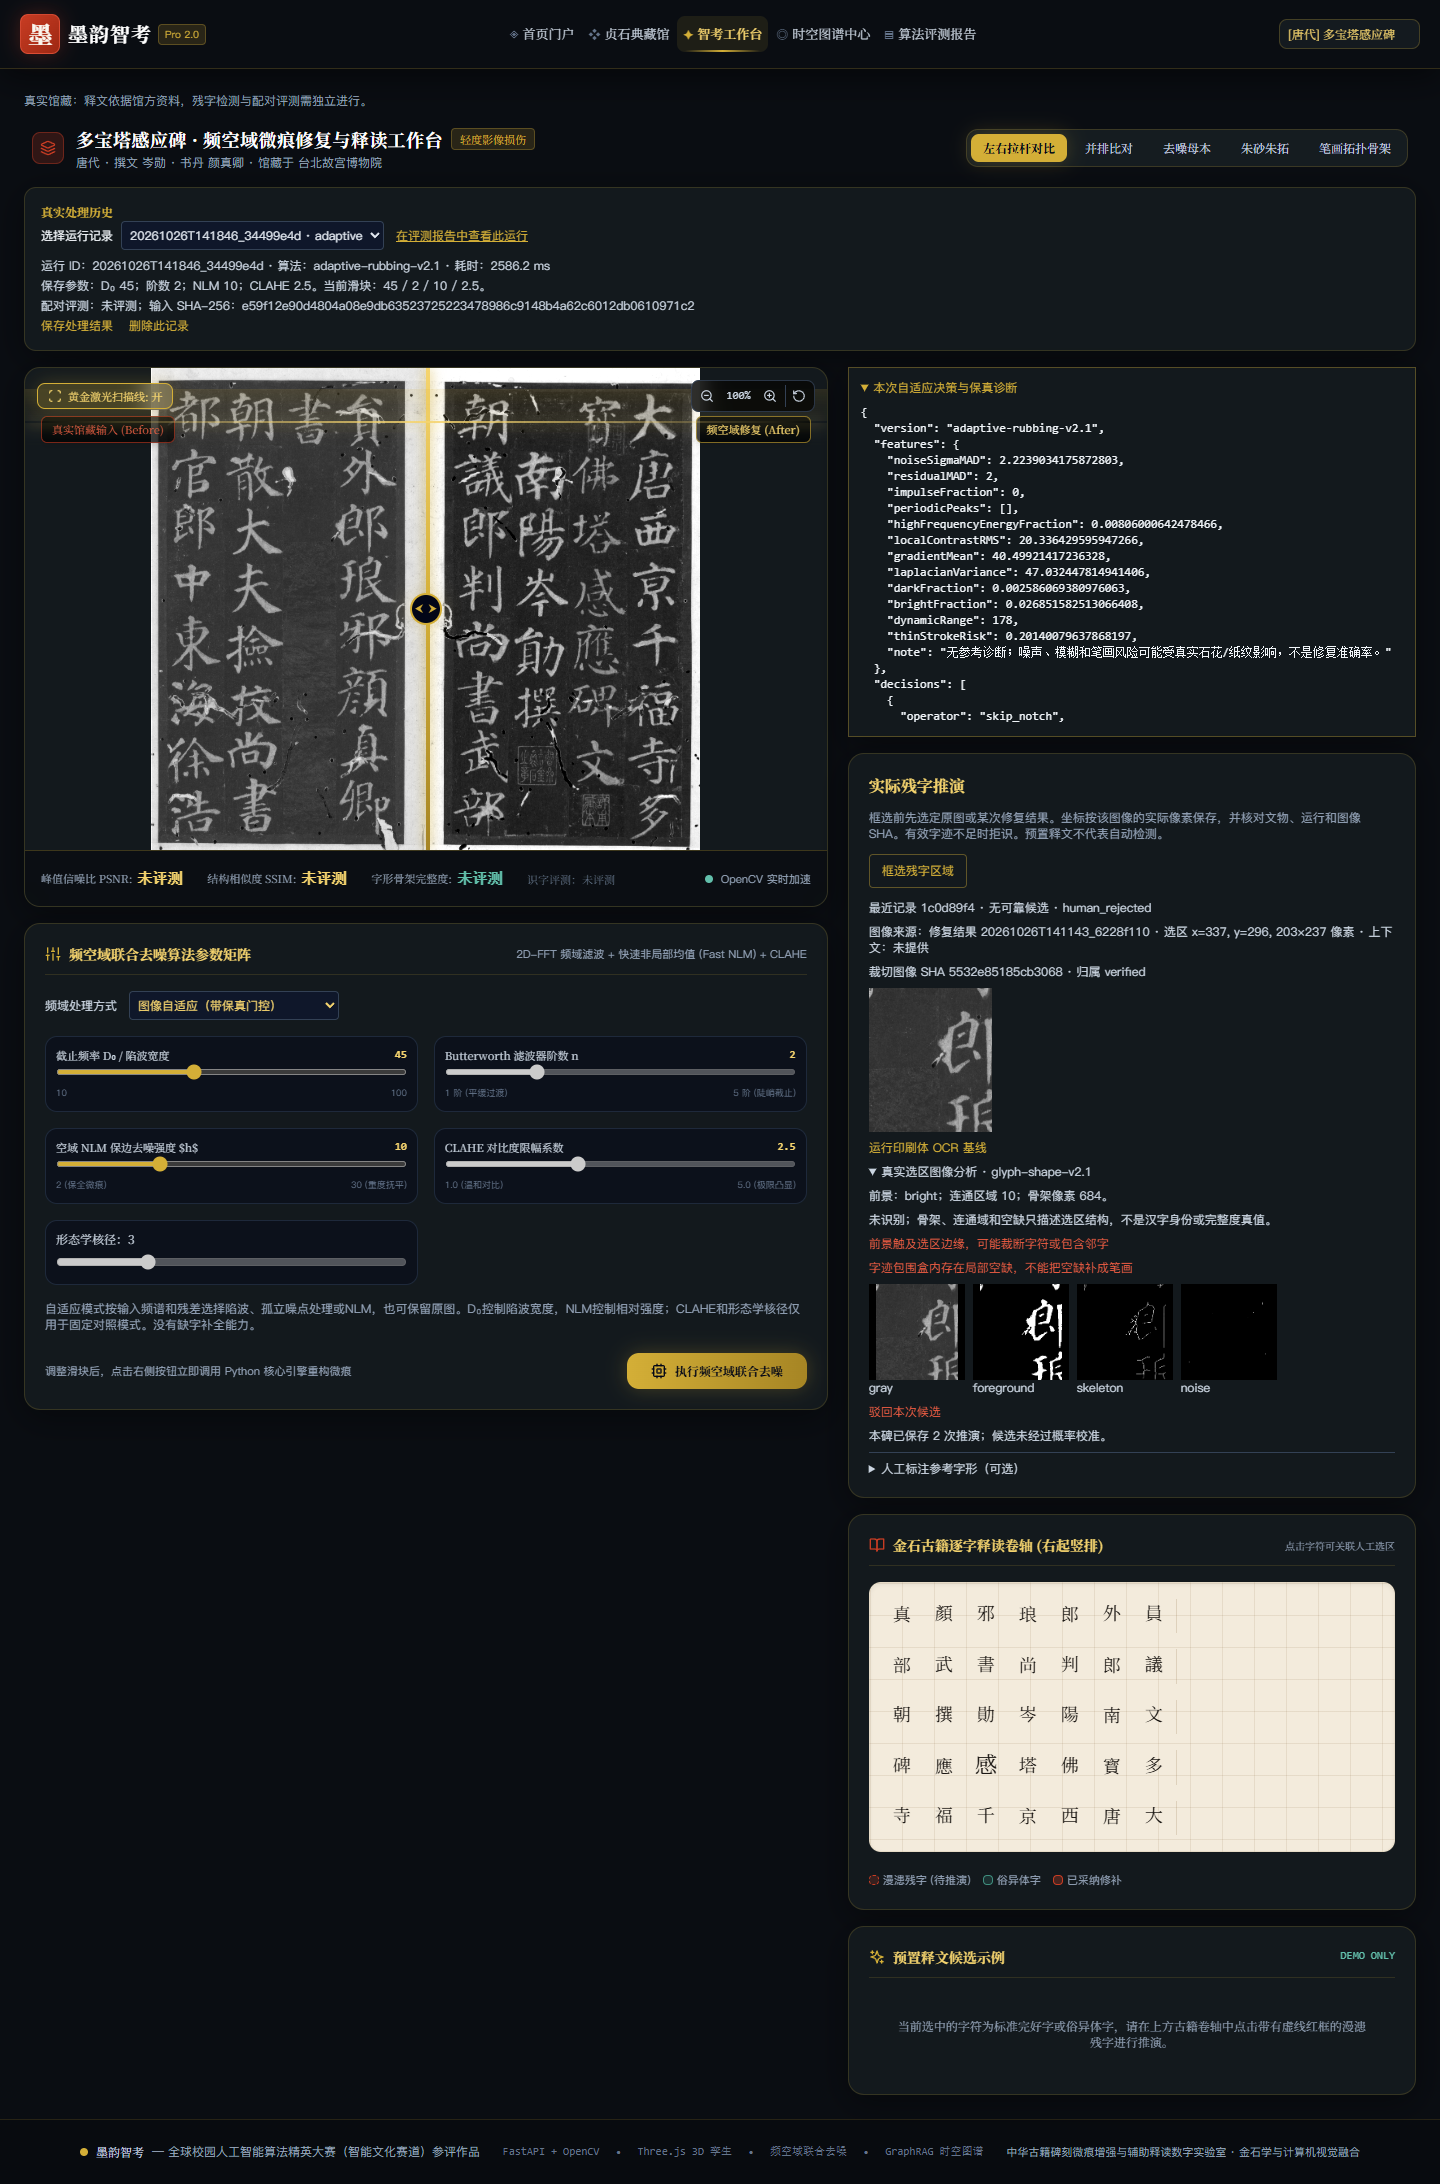 墨 墨韵智考 Pro 2.0
首页门户 贞石典藏馆 智考工作台 时空图谱中心 算法评测报告
[唐代] 多宝塔感应碑
真实馆藏：释文依据馆方资料，残字检测与配对评测需独立进行。
多宝塔感应碑 · 频空域微痕修复与释读工作台 轻度影像损伤
唐代 · 撰文 岑勋 · 书丹 颜真卿 · 馆藏于 台北故宫博物院
左右拉杆对比 并排比对 去噪母本 朱砂朱拓 笔画拓扑骨架
真实处理历史
选择运行记录 20261026T141846_34499e4d · adaptive 在评测报告中查看此运行
运行 ID：20261026T141846_34499e4d · 算法：adaptive-rubbing-v2.1 · 耗时：2586.2 ms
保存参数：D₀ 45；阶数 2；NLM 10；CLAHE 2.5。当前滑块：45 / 2 / 10 / 2.5。
配对评测：未评测；输入 SHA-256：e59f12e90d4804a08e9db63523725223478986c9148b4a62c6012db0610971c2
保存处理结果 删除此记录
黄金激光扫描线: 开
真实馆藏输入 (Before)
100%
频空域修复 (After)
大唐西京千福寺多
寶塔感應碑文
南陽岑勛撰
朝議郎判尚書武部
員外郎琅邪顏真卿書
朝散大夫撿挍尚書
都官郎中東海徐浩
峰值信噪比 PSNR: 未评测 结构相似度 SSIM: 未评测 字形骨架完整度: 未评测 识字评测：未评测 OpenCV 实时加速
频空域联合去噪算法参数矩阵 2D-FFT 频域滤波 + 快速非局部均值 (Fast NLM) + CLAHE
频域处理方式 图像自适应（带保真门控）
截止频率 D₀ / 陷波宽度 45
10 100
Butterworth 滤波器阶数 n 2
1 阶 (平缓过渡) 5 阶 (陡峭截止)
空域 NLM 保边去噪强度 $h$ 10
2 (保全微痕) 30 (重度抚平)
CLAHE 对比度限幅系数 2.5
1.0 (温和对比) 5.0 (极限凸显)
形态学核径：3
自适应模式按输入频谱和残差选择陷波、孤立噪点处理或NLM，也可保留原图。D₀控制陷波宽度，NLM控制相对强度；CLAHE和形态学核径仅
用于固定对照模式。没有缺字补全能力。
调整滑块后，点击右侧按钮立即调用 Python 核心引擎重构微痕
执行频空域联合去噪
▼ 本次自适应决策与保真诊断
{
"version": "adaptive-rubbing-v2.1",
"features": {
"noiseSigmaMAD": 2.2239034175872803,
"residualMAD": 2,
"impulseFraction": 0,
"periodicPeaks": [],
"highFrequencyEnergyFraction": 0.00806000642478466,
"localContrastRMS": 20.336429595947266,
"gradientMean": 40.49921417236328,
"laplacianVariance": 47.032447814941406,
"darkFraction": 0.002586069380976063,
"brightFraction": 0.026851582513066408,
"dynamicRange": 178,
"thinStrokeRisk": 0.20140079637868197,
"note": "无参考诊断；噪声、模糊和笔画风险可能受真实石花/纸纹影响，不是修复准确率。"
},
"decisions": [
{
"operator": "skip_notch",
实际残字推演
框选前先选定原图或某次修复结果。坐标按该图像的实际像素保存，并核对文物、运行和图像
SHA。有效字迹不足时拒识。预置释文不代表自动检测。
框选残字区域
最近记录 1c0d89f4 · 无可靠候选 · human_rejected
图像来源：修复结果 20261026T141143_6228f110 · 选区 x=337, y=296, 203×237 像素 · 上下
文：未提供
裁切图像 SHA 5532e85185cb3068 · 归属 verified
运行印刷体 OCR 基线
▼ 真实选区图像分析 · glyph-shape-v2.1
前景：bright；连通区域 10；骨架像素 684。
未识别；骨架、连通域和空缺只描述选区结构，不是汉字身份或完整度真值。
前景触及选区边缘，可能裁断字符或包含邻字
字迹包围盒内存在局部空缺，不能把空缺补成笔画
gray foreground skeleton noise
驳回本次候选
本碑已保存 2 次推演；候选未经过概率校准。
▶ 人工标注参考字形（可选）
金石古籍逐字释读卷轴 (右起竖排) 点击字符可关联人工选区
真 顏 邪 琅 郎 外 員
部 武 書 尚 判 郎 議
朝 撰 勛 岑 陽 南 文
碑 應 感 塔 佛 寶 多
寺 福 千 京 西 唐 大
漫漶残字 (待推演) 俗异体字 已采纳修补
预置释文候选示例 DEMO ONLY
当前选中的字符为标准完好字或俗异体字，请在上方古籍卷轴中点击带有虚线红框的漫漶
残字进行推演。
墨韵智考 — 全球校园人工智能算法精英大赛（智能文化赛道）参评作品 FastAPI + OpenCV • Three.js 3D 孪生 • 频空域联合去噪 • GraphRAG 时空图谱 中华古籍碑刻微痕增强与辅助释读数字实验室 · 金石学与计算机视觉融合